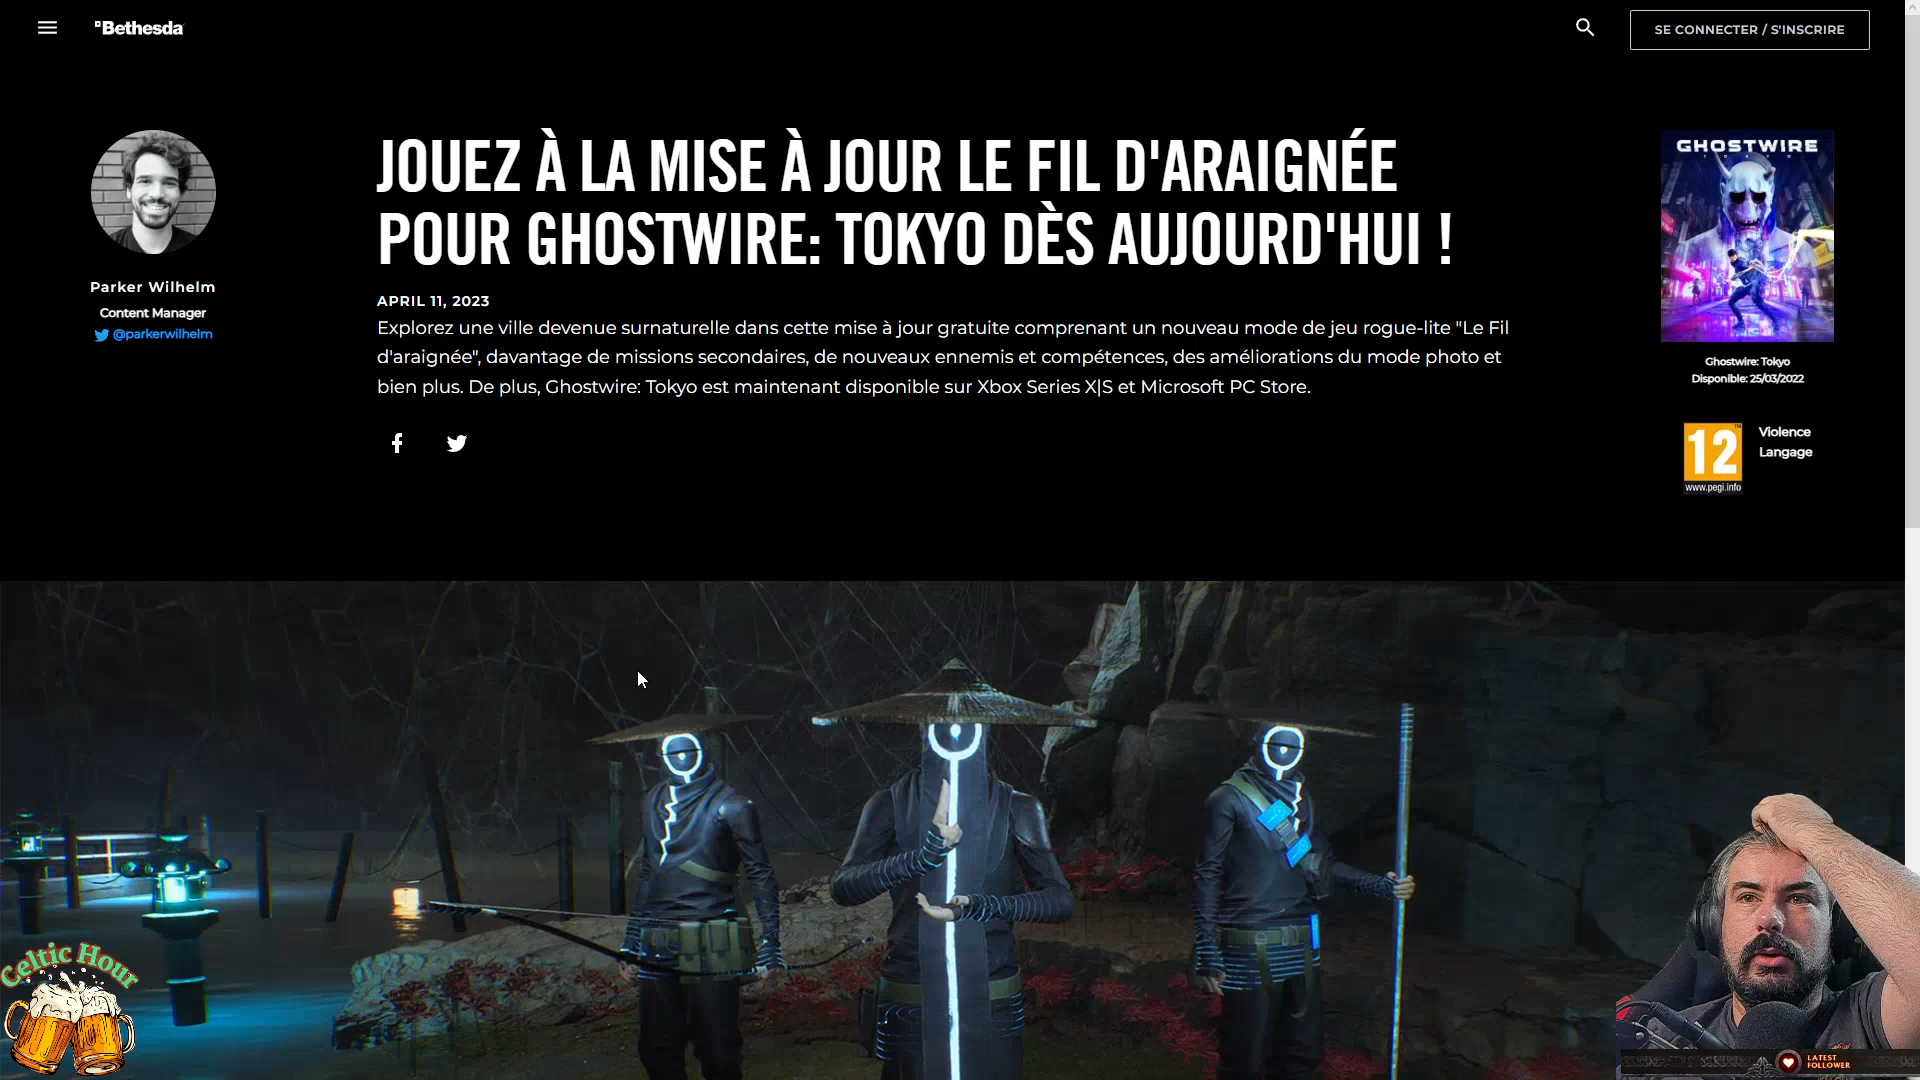 Bethesda
SE CONNECTER / S'INSCRIRE
Parker Wilhelm
Content Manager
@parkerwilhelm
JOUEZ À LA MISE À JOUR LE FIL D'ARAIGNÉE
POUR GHOSTWIRE: TOKYO DÈS AUJOURD'HUI !
APRIL 11, 2023
Explorez une ville devenue surnaturelle dans cette mise à jour gratuite comprenant un nouveau mode de jeu rogue-lite "Le Fil
d'araignée", davantage de missions secondaires, de nouveaux ennemis et compétences, des améliorations du mode photo et
bien plus. De plus, Ghostwire: Tokyo est maintenant disponible sur Xbox Series X|S et Microsoft PC Store.
GHOSTWIRE
TOKYO
Ghostwire: Tokyo
Disponible: 25/03/2022
12
www.pegi.info
Violence
Langage
Celtic Hour
LATEST
FOLLOWER